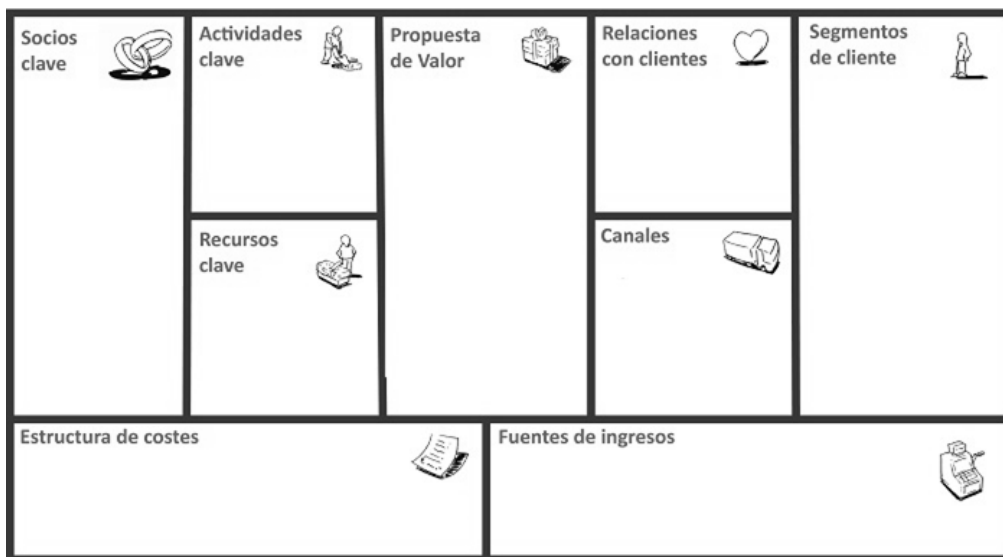 Socios
clave
Actividades
clave
Propuesta
de Valor
Relaciones
con clientes
Segmentos
de cliente
Recursos
clave
Canales
Estructura de costes
Fuentes de ingresos